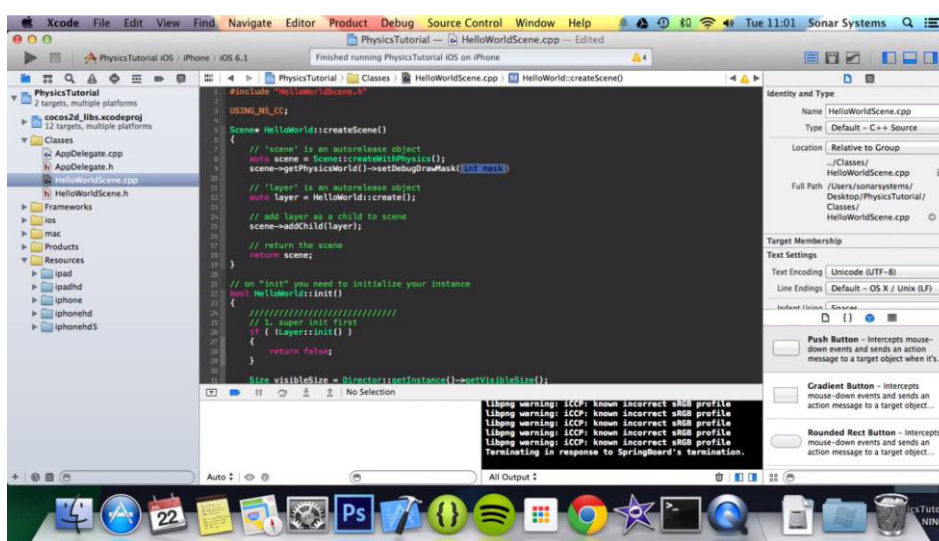 Xcode File Edit View Find Navigate Editor Product Debug Source Control Window Help Tue 11:01 Sonar Systems
PhysicsTutorial — HelloWorldScene.cpp — Edited
PhysicsTutorial iOS iPhone iOS 6.1
Finished running PhysicsTutorial iOS on iPhone
4
PhysicsTutorial
2 targets, multiple platforms
cocos2d_libs.xcodeproj
12 targets, multiple platforms
Classes
AppDelegate.cpp
AppDelegate.h
HelloWorldScene.cpp
HelloWorldScene.h
Frameworks
ios
mac
Products
Resources
ipad
ipadhd
iphone
iphonehd
iphonehd5
PhysicsTutorial Classes HelloWorldScene.cpp M HelloWorld::createScene()
#include "HelloWorldScene.h"
USING_NS_CC;
Scene* HelloWorld::createScene()
{
// 'scene' is an autorelease object
auto scene = Scene::createWithPhysics();
scene->getPhysicsWorld()->setDebugDrawMask(int mask)
// 'layer' is an autorelease object
auto layer = HelloWorld::create();
// add layer as a child to scene
scene->addChild(layer);
// return the scene
return scene;
}
// on "init" you need to initialize your instance
bool HelloWorld::init()
{
//////////////////////////////
// 1. super init first
if ( !Layer::init() )
{
return false;
}
Size visibleSize = Director::getInstance()->getVisibleSize();
No Selection
libpng warning: iCCP: known incorrect sRGB profile
libpng warning: iCCP: known incorrect sRGB profile
libpng warning: iCCP: known incorrect sRGB profile
libpng warning: iCCP: known incorrect sRGB profile
libpng warning: iCCP: known incorrect sRGB profile
Terminating in response to SpringBoard's termination.
Auto
All Output
Identity and Type
Name HelloWorldScene.cpp
Type Default - C++ Source
Location Relative to Group
../Classes/
HelloWorldScene.cpp
Full Path /Users/sonarsystems/
Desktop/PhysicsTutorial/
Classes/
HelloWorldScene.cpp
Target Membership
Text Settings
Text Encoding Unicode (UTF-8)
Line Endings Default - OS X / Unix (LF)
Indent Using Spaces
Push Button - Intercepts mouse-
down events and sends an action
message to a target object when it's
Gradient Button - Intercepts
mouse-down events and sends an
action message to a target object...
Rounded Rect Button - Intercepts
mouse-down events and sends an
action message to a target object...
22
Ps